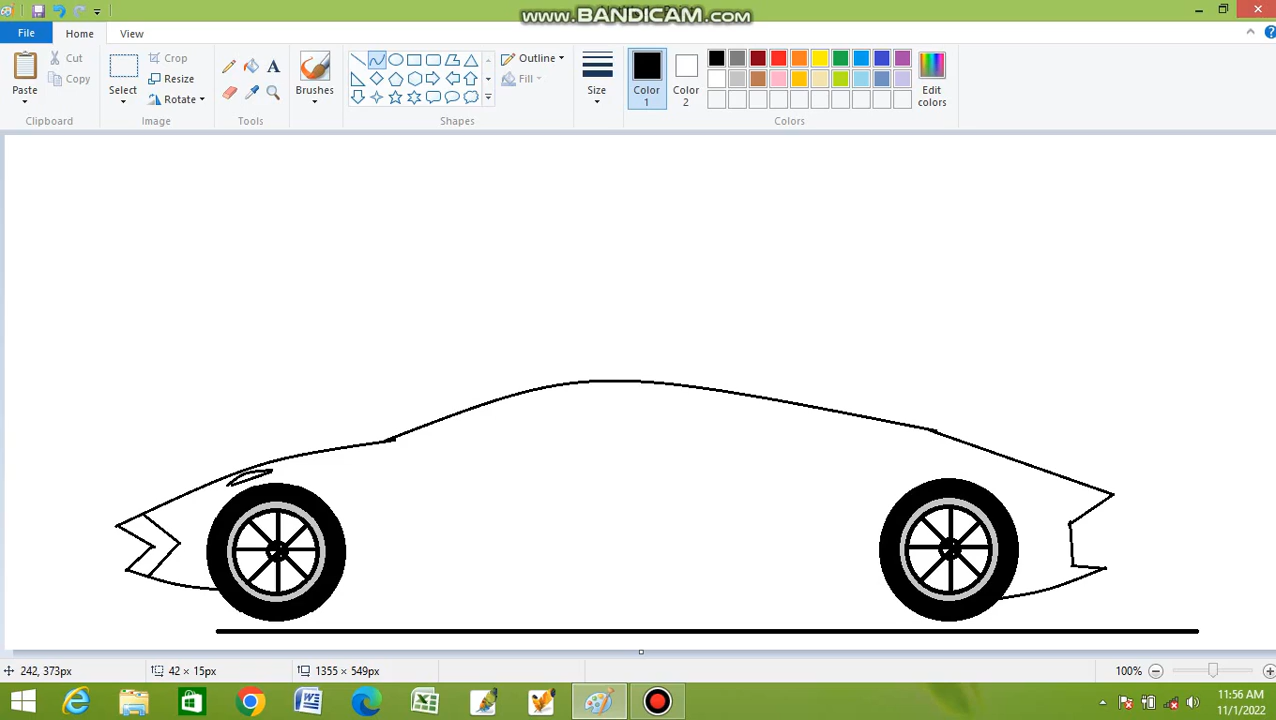 www.BANDICAM.com
File
Home
View
Paste
Cut
Copy
Clipboard
Select
Crop
Resize
Rotate
Image
A
Tools
Brushes
Outline
Fill
Shapes
Size
Color 1
Color 2
Edit colors
Colors
242, 373px
42 × 15px
1355 × 549px
100%
11:56 AM
11/1/2022